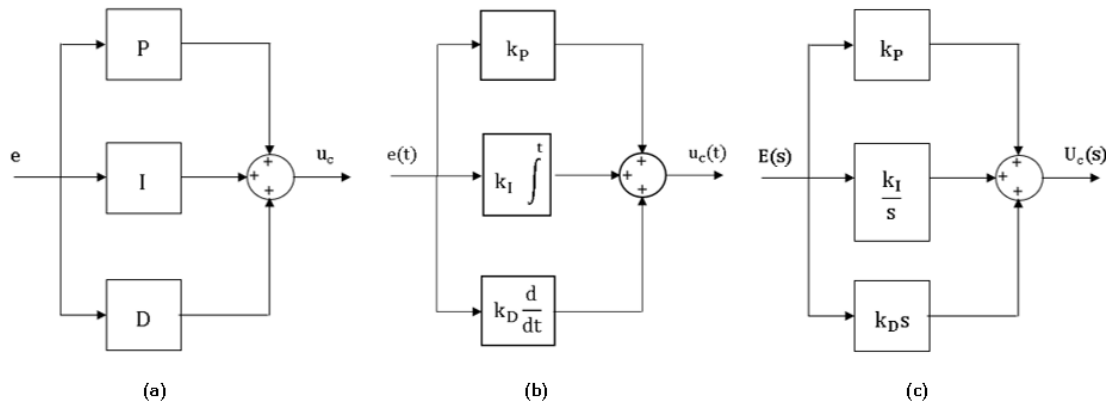 P
e
I
u_c
+
+
+
D
(a)
k_P
e(t)
k_I ∫^t
u_c(t)
+
+
+
k_D d/dt
(b)
k_P
E(s)
k_I/s
U_c(s)
+
+
+
k_D s
(c)